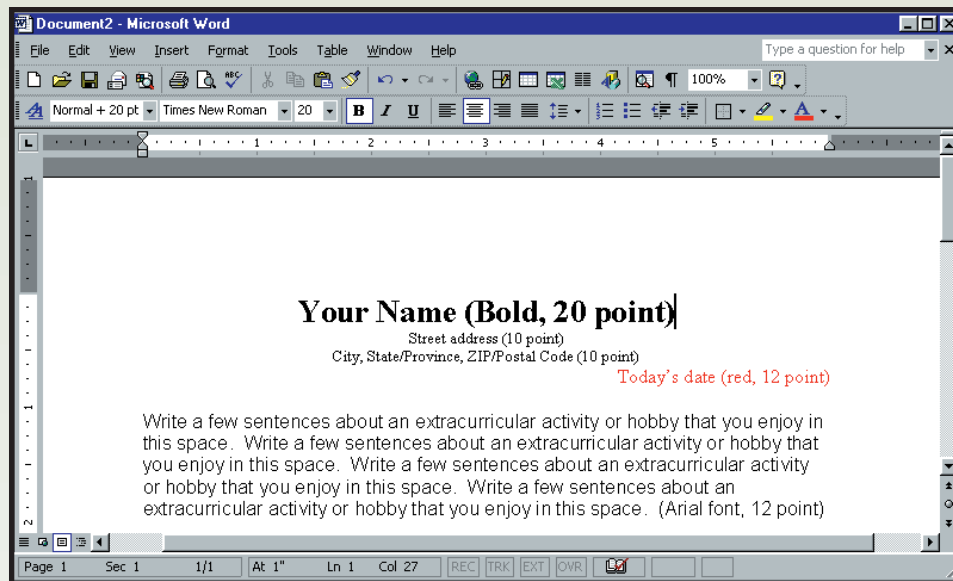 Document2 - Microsoft Word
File Edit View Insert Format Tools Table Window Help Type a question for help
ABC 100%
Normal + 20 pt Times New Roman 20 B I U A
L 1 2 3 4 5
Your Name (Bold, 20 point)
Street address (10 point)
City, State/Province, ZIP/Postal Code (10 point)
Today's date (red, 12 point)
Write a few sentences about an extracurricular activity or hobby that you enjoy in
this space.  Write a few sentences about an extracurricular activity or hobby that
you enjoy in this space.  Write a few sentences about an extracurricular activity
or hobby that you enjoy in this space.  Write a few sentences about an
extracurricular activity or hobby that you enjoy in this space.  (Arial font, 12 point)
Page 1 Sec 1 1/1 At 1" Ln 1 Col 27 REC TRK EXT OVR